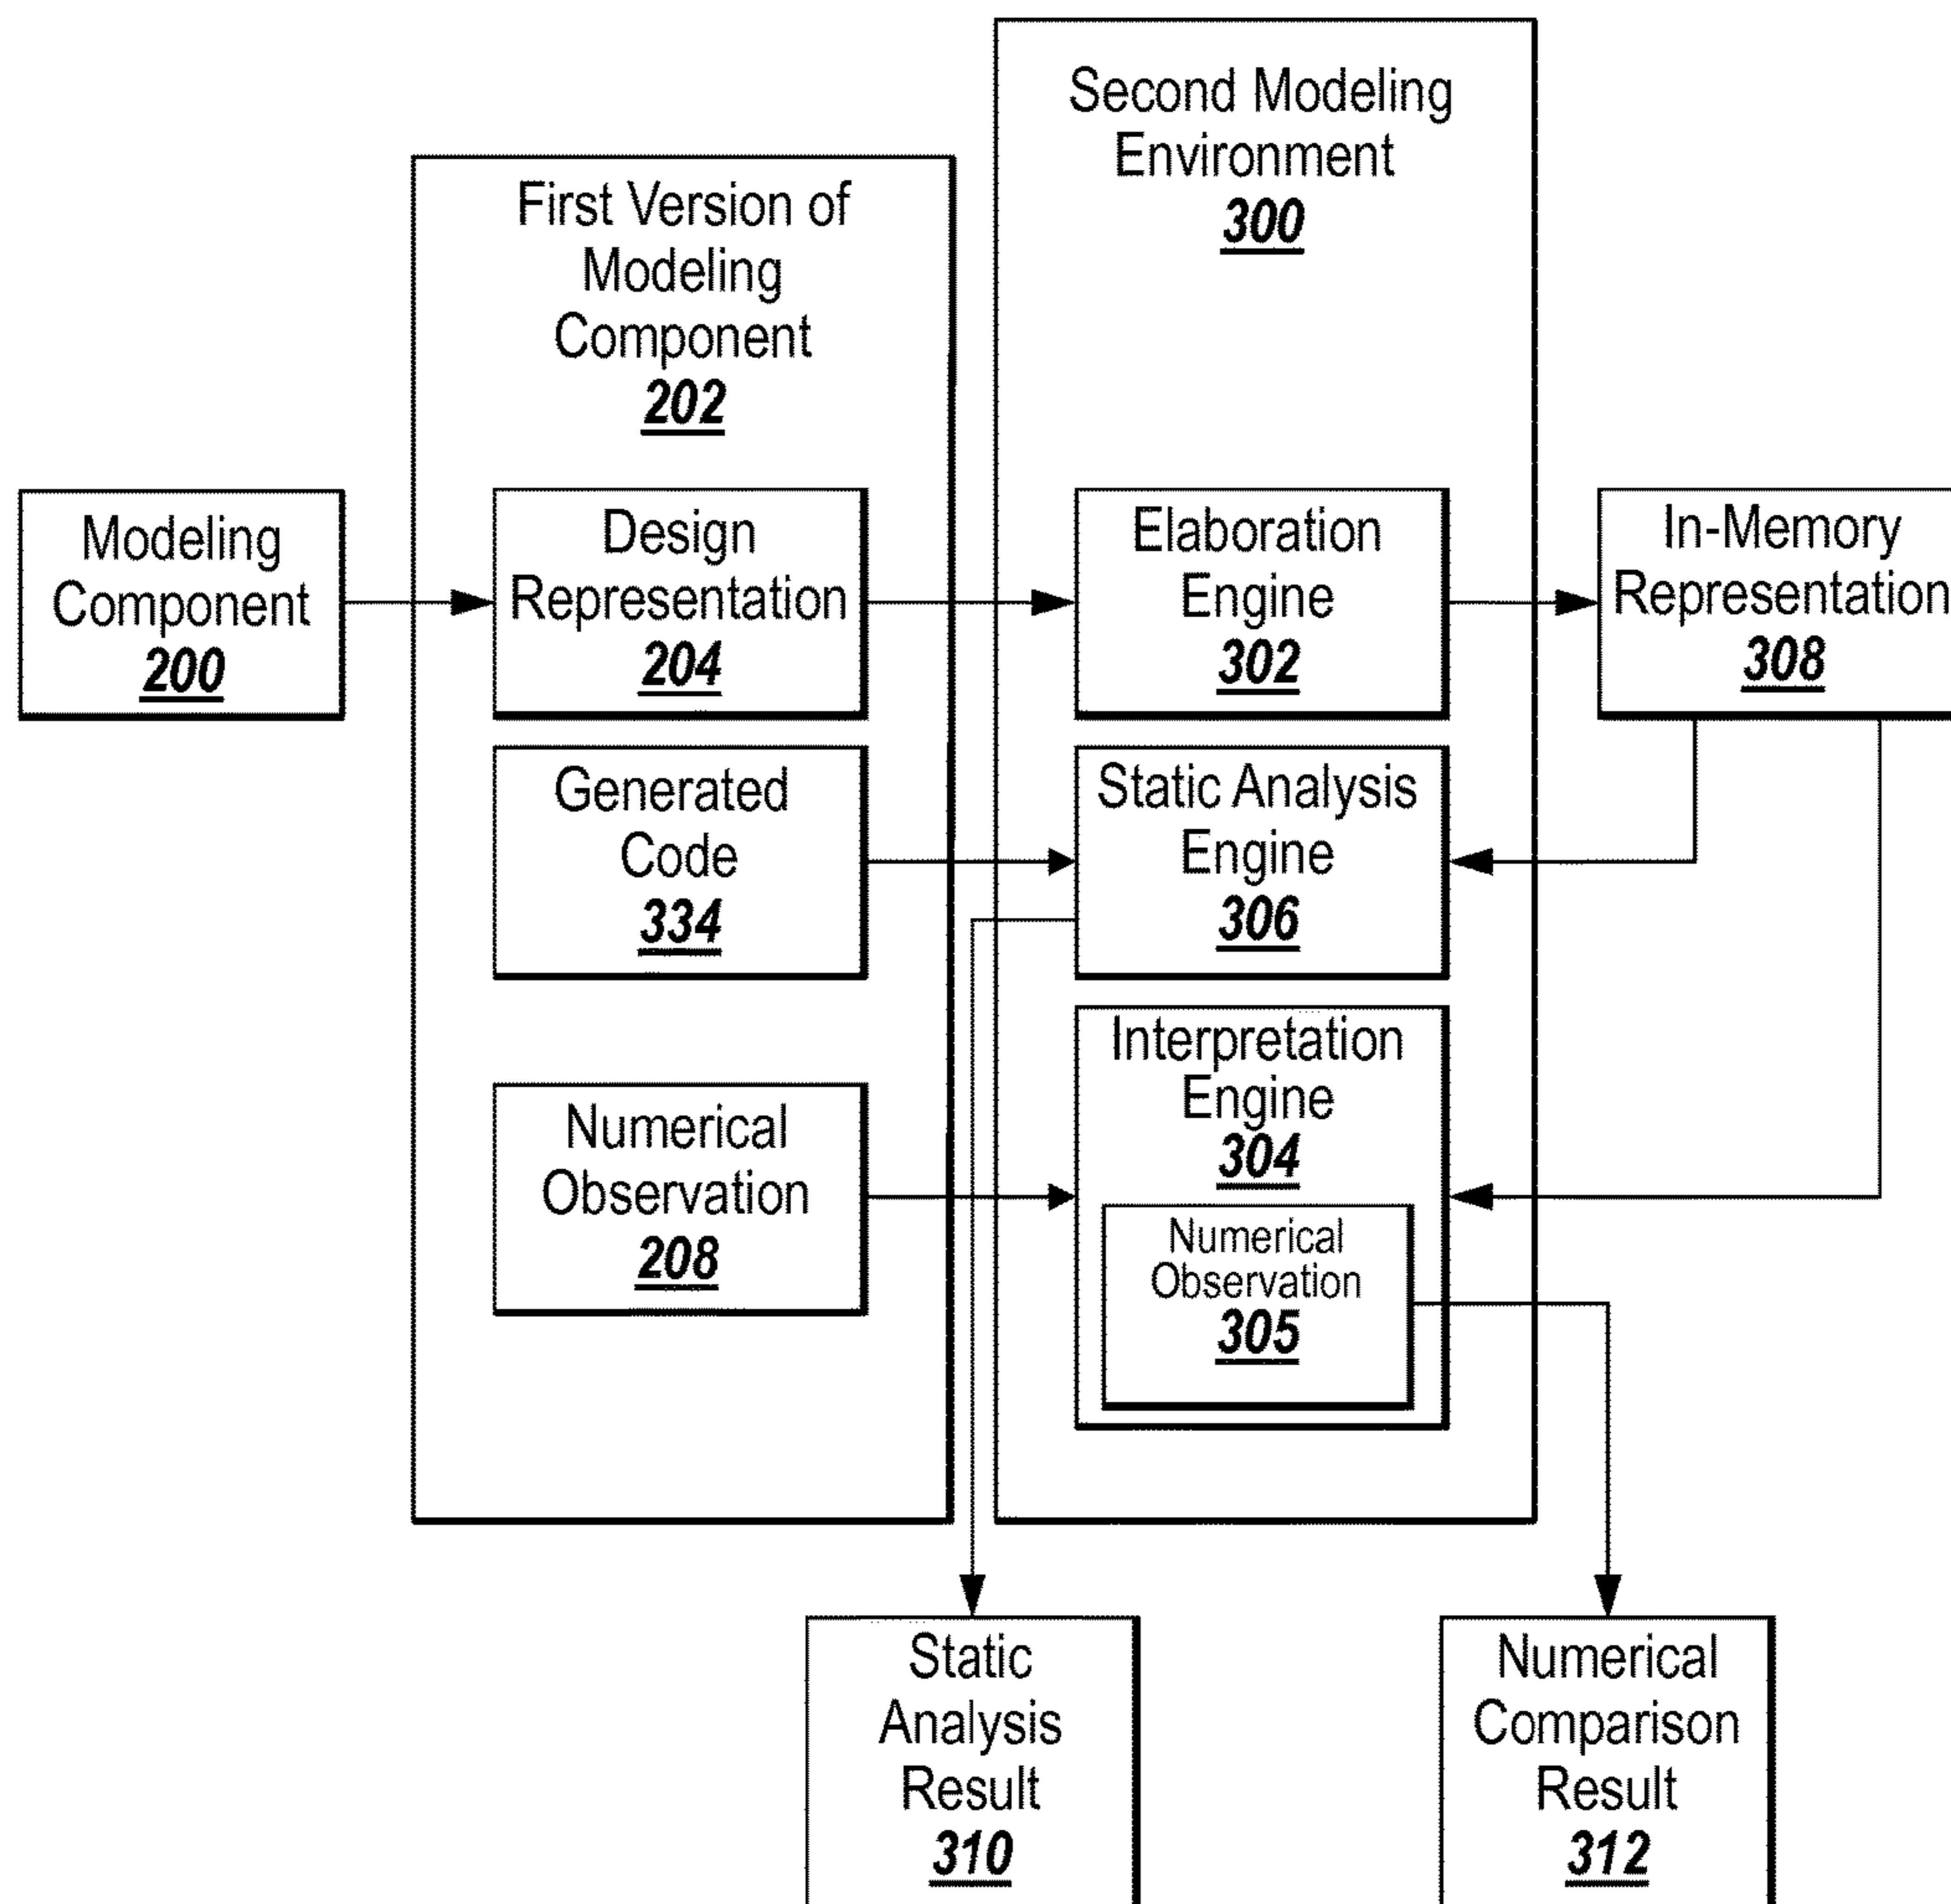 Second Modeling
Environment
300
First Version of
Modeling
Component
202
Modeling
Component
200
Design
Representation
204
Elaboration
Engine
302
In-Memory
Representation
308
Generated
Code
334
Static Analysis
Engine
306
Numerical
Observation
208
Interpretation
Engine
304
Numerical
Observation
305
Static
Analysis
Result
310
Numerical
Comparison
Result
312